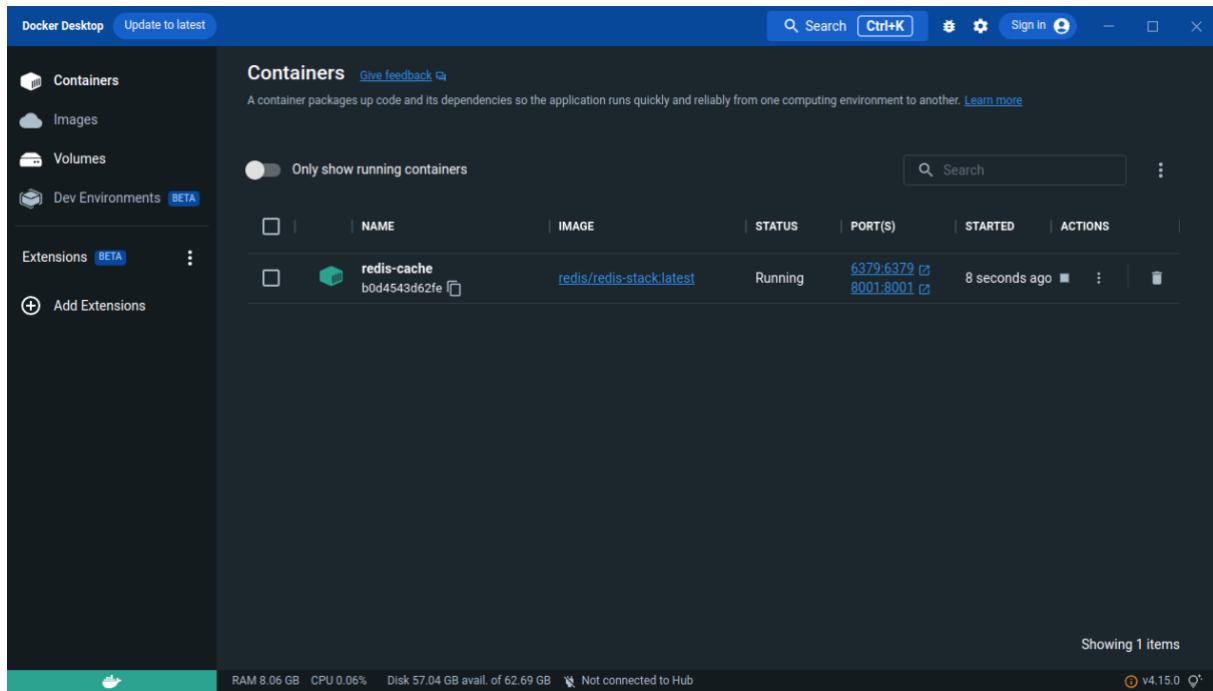 Docker Desktop Update to latest Search Ctrl+K Sign in
Containers
Images
Volumes
Dev Environments BETA
Extensions BETA
Add Extensions
Containers Give feedback
A container packages up code and its dependencies so the application runs quickly and reliably from one computing environment to another. Learn more
Only show running containers Search
NAME IMAGE STATUS PORT(S) STARTED ACTIONS
redis-cache redis/redis-stack:latest Running 6379:6379 8 seconds ago
b0d4543d62fe 8001:8001
Showing 1 items
RAM 8.06 GB CPU 0.06% Disk 57.04 GB avail. of 62.69 GB Not connected to Hub v4.15.0